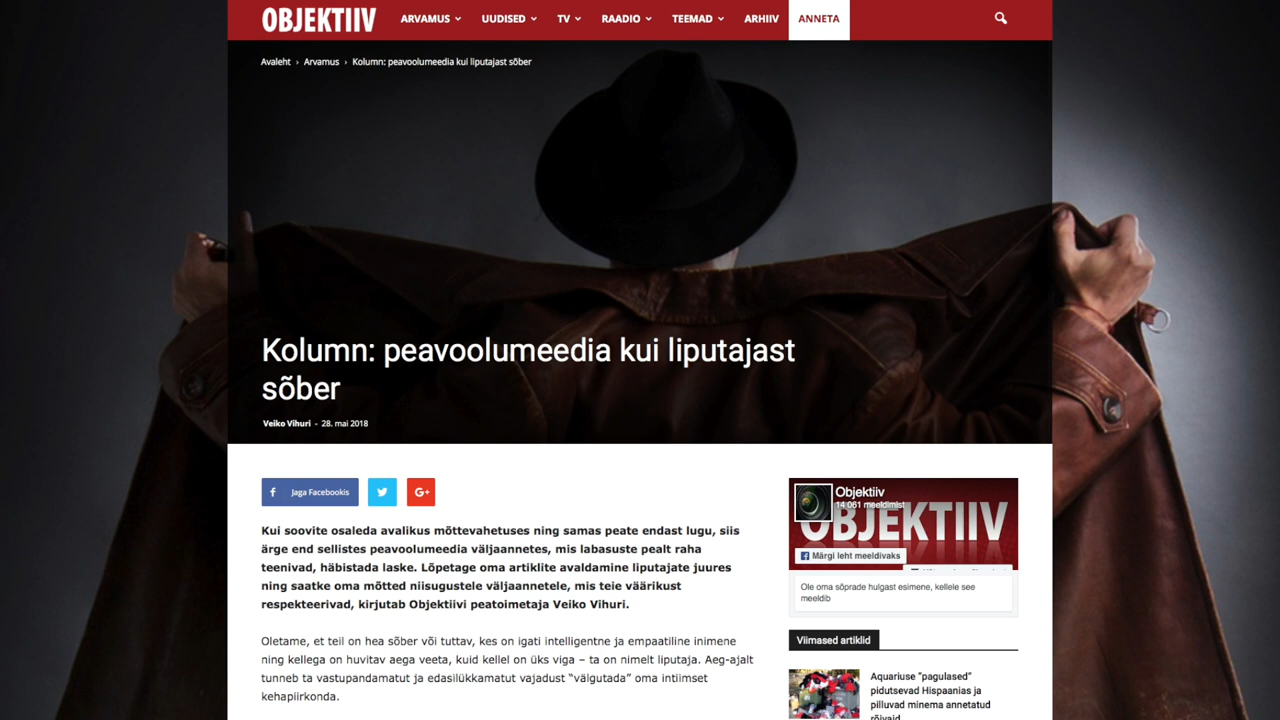 OBJEKTIIV
ARVAMUS
UUDISED
TV
RAADIO
TEEMAD
ARHIIV
ANNETA
Avaleht › Arvamus › Kolumn: peavoolumeedia kui liputajast sõber
Kolumn: peavoolumeedia kui liputajast
sõber
Veiko Vihuri - 28. mai 2018
Jaga Facebookis
G+
Kui soovite osaleda avalikus mõttevahetuses ning samas peate endast lugu, siis
ärge end sellistes peavoolumeedia väljaannetes, mis labasuste pealt raha
teenivad, häbistada laske. Lõpetage oma artiklite avaldamine liputajate juures
ning saatke oma mõtted niisugustele väljaannetele, mis teie väärikust
respekteerivad, kirjutab Objektiivi peatoimetaja Veiko Vihuri.
Oletame, et teil on hea sõber või tuttav, kes on igati intelligentne ja empaatiline inimene
ning kellega on huvitav aega veeta, kuid kellel on üks viga – ta on nimelt liputaja. Aeg-ajalt
tunneb ta vastupandamatut ja edasilükkamatut vajadust “välgutada” oma intiimset
kehapiirkonda.
Objektiiv
14 061 meeldimist
OBJEKTIIV
Märgi leht meeldivaks
Ole oma sõprade hulgast esimene, kellele see
meeldib
Viimased artiklid
Aquariuse “pagulased”
pidutsevad Hispaanias ja
pilluvad minema annetatud
rõivaid